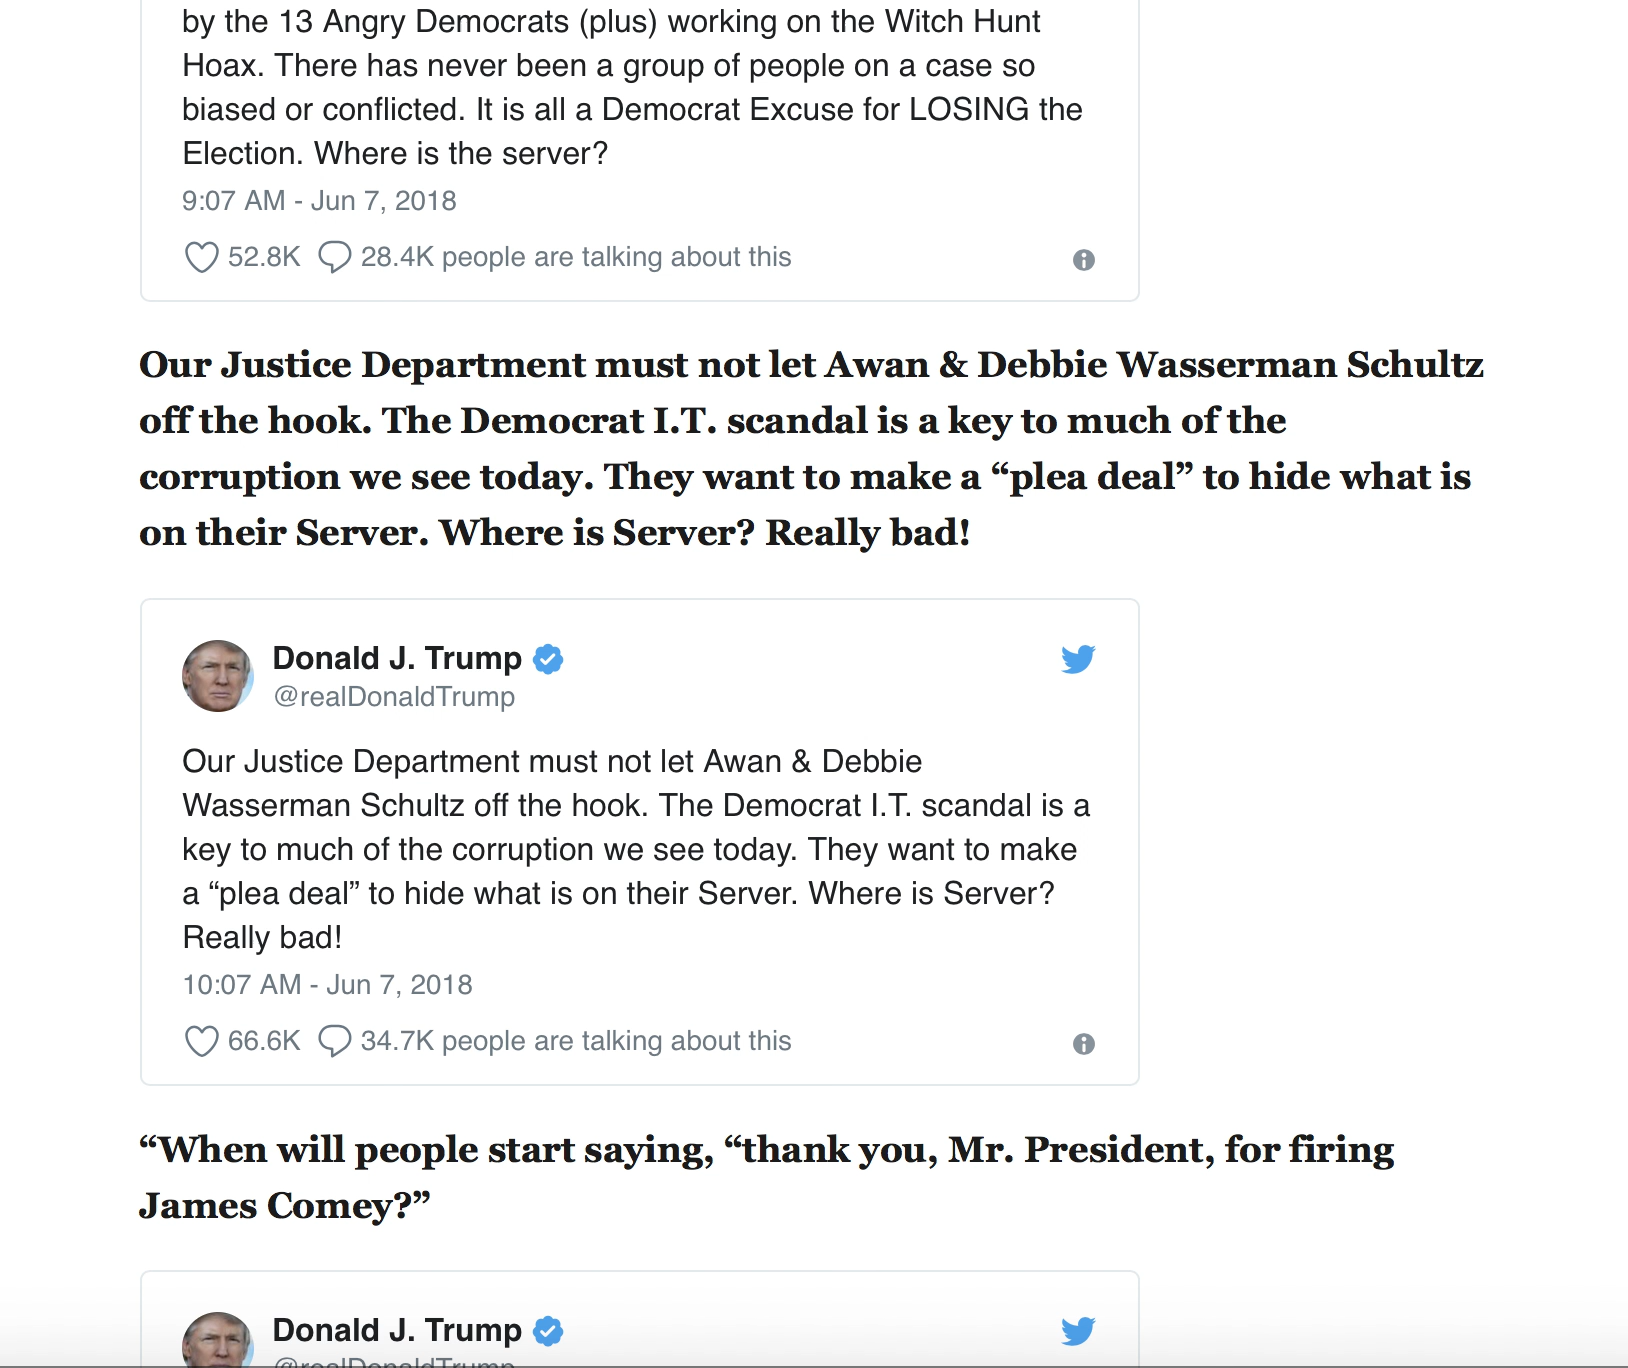 by the 13 Angry Democrats (plus) working on the Witch Hunt
Hoax. There has never been a group of people on a case so
biased or conflicted. It is all a Democrat Excuse for LOSING the
Election. Where is the server?
9:07 AM - Jun 7, 2018
52.8K 28.4K people are talking about this
Our Justice Department must not let Awan & Debbie Wasserman Schultz
off the hook. The Democrat I.T. scandal is a key to much of the
corruption we see today. They want to make a “plea deal” to hide what is
on their Server. Where is Server? Really bad!
Donald J. Trump
@realDonaldTrump
Our Justice Department must not let Awan & Debbie
Wasserman Schultz off the hook. The Democrat I.T. scandal is a
key to much of the corruption we see today. They want to make
a “plea deal” to hide what is on their Server. Where is Server?
Really bad!
10:07 AM - Jun 7, 2018
66.6K 34.7K people are talking about this
“When will people start saying, “thank you, Mr. President, for firing
James Comey?”
Donald J. Trump
@realDonaldTrump